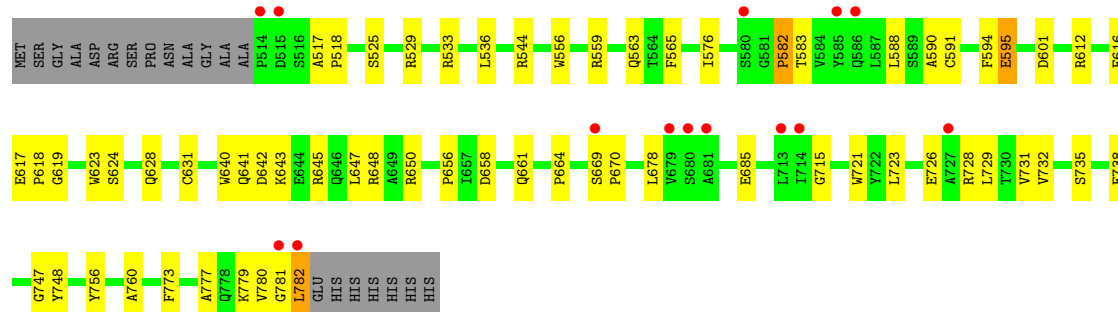 MET SER GLY ALA ASP ARG SER PRO ASN ALA GLY ALA ALA P514 D515 S516 A517 P518 S525 R529 R533 L536 R544 W556 R559 Q563 T564 F565 I576 S580 G581 P582 T583 V584 Y585 Q586 L587 L588 S589 A590 C591 F594 E595 D601 R612
E617 P618 G619 W623 S624 Q628 C631 W640 Q641 D642 K643 E644 R645 Q646 L647 R648 A649 R650 P656 I657 D658 Q661 P664 S669 P670 L678 V679 S680 A681 E685 L713 I714 G715 W721 Y722 L723 E726 A727 R728 L729 T730 V731 V732 S735
G747 Y748 Y756 A760 F773 A777 Q778 K779 V780 G781 L782 GLU HIS HIS HIS HIS HIS HIS